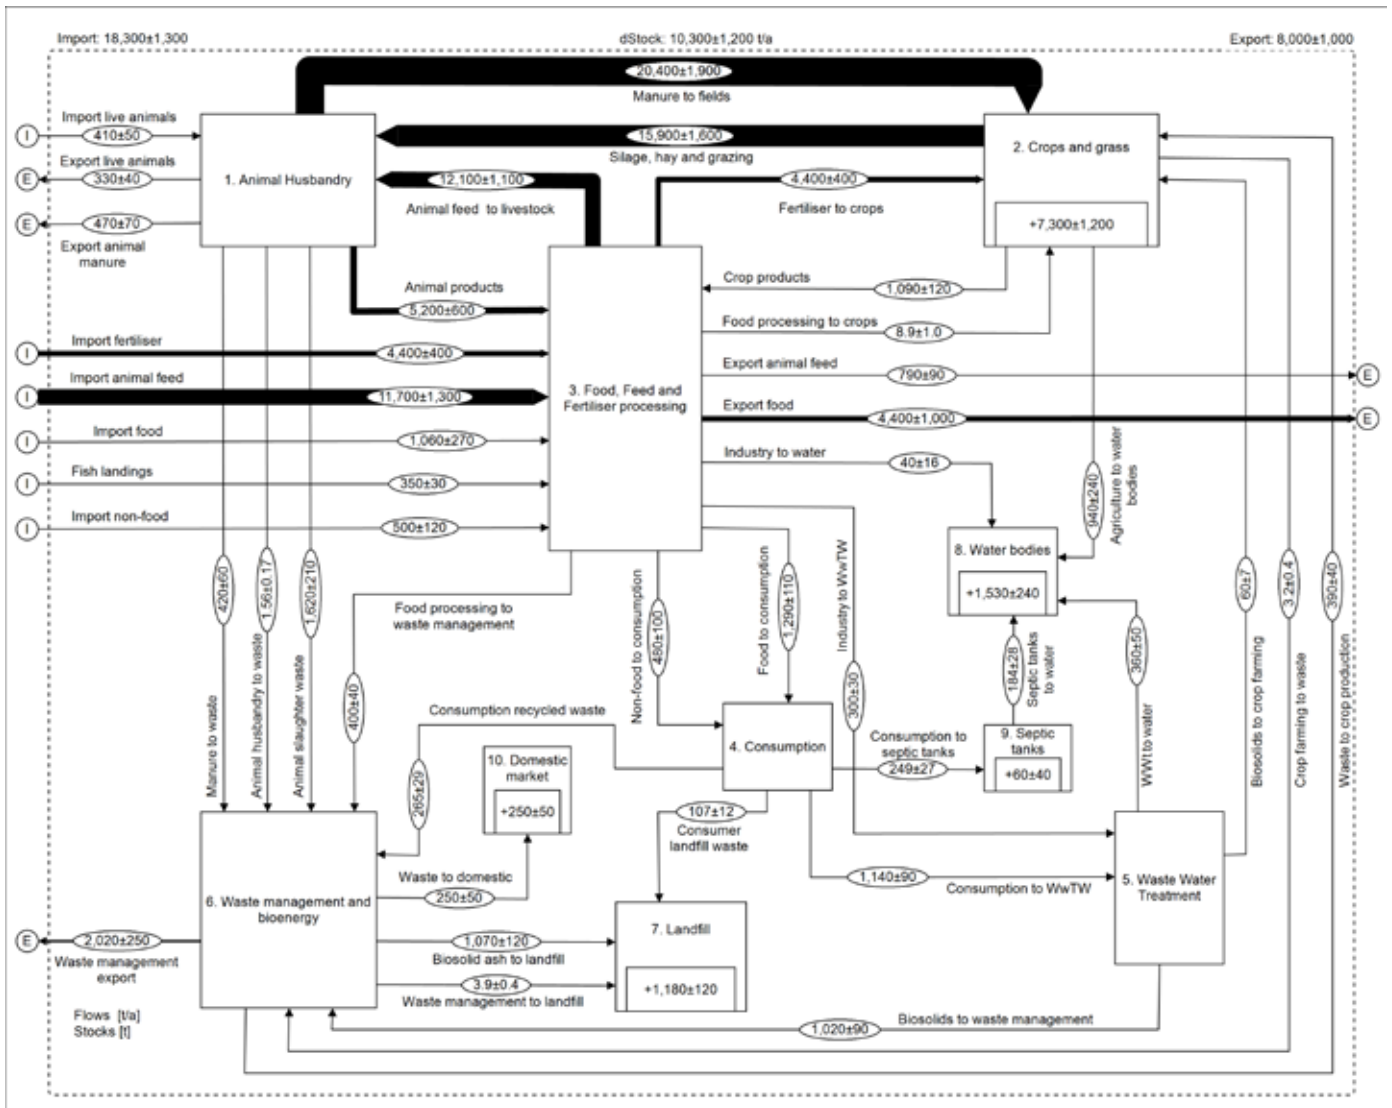 Import: 18,300±1,300
dStock: 10,300±1,200 t/a
Export: 8,000±1,000
20,400±1,900
Manure to fields
Import live animals
I
410±50
15,900±1,600
Silage, hay and grazing
2. Crops and grass
Export live animals
E
330±40
1. Animal Husbandry
12,100±1,100
4,400±400
Animal feed to livestock
Fertiliser to crops
E
470±70
+7,300±1,200
Export animal
manure
Crop products
1,090±120
Animal products
5,200±600
Food processing to crops
8.9±1.0
Import fertiliser
I
4,400±400
Export animal feed
790±90
E
Import animal feed
I
11,700±1,300
3. Food, Feed and
Fertiliser processing
Export food
4,400±1,000
E
Import food
I
1,060±270
Industry to water
40±16
Fish landings
I
350±30
Agriculture to water
bodies
940±240
Import non-food
I
500±120
8. Water bodies
+1,530±240
420±60
Manure to waste
1.56±0.17
Animal husbandry to waste
1,620±210
Animal slaughter waste
Food processing to
waste management
400±40
Non-food to consumption
480±100
Food to consumption
1,290±110
Industry to WwTW
300±30
184±28
Septic tanks
to water
360±50
WWt to water
60±7
Biosolids to crop farming
3.2±0.4
Crop farming to waste
390±40
Waste to crop production
Consumption recycled waste
265±29
4. Consumption
Consumption to
septic tanks
249±27
9. Septic
tanks
+60±40
10. Domestic
market
+250±50
107±12
Consumer
landfill waste
Waste to domestic
250±50
1,140±90
Consumption to WwTW
5. Waste Water
Treatment
6. Waste management and
bioenergy
7. Landfill
+1,180±120
E
2,020±250
Waste management
export
1,070±120
Biosolid ash to landfill
3.9±0.4
Waste management to landfill
Biosolids to waste management
1,020±90
Flows [t/a]
Stocks [t]